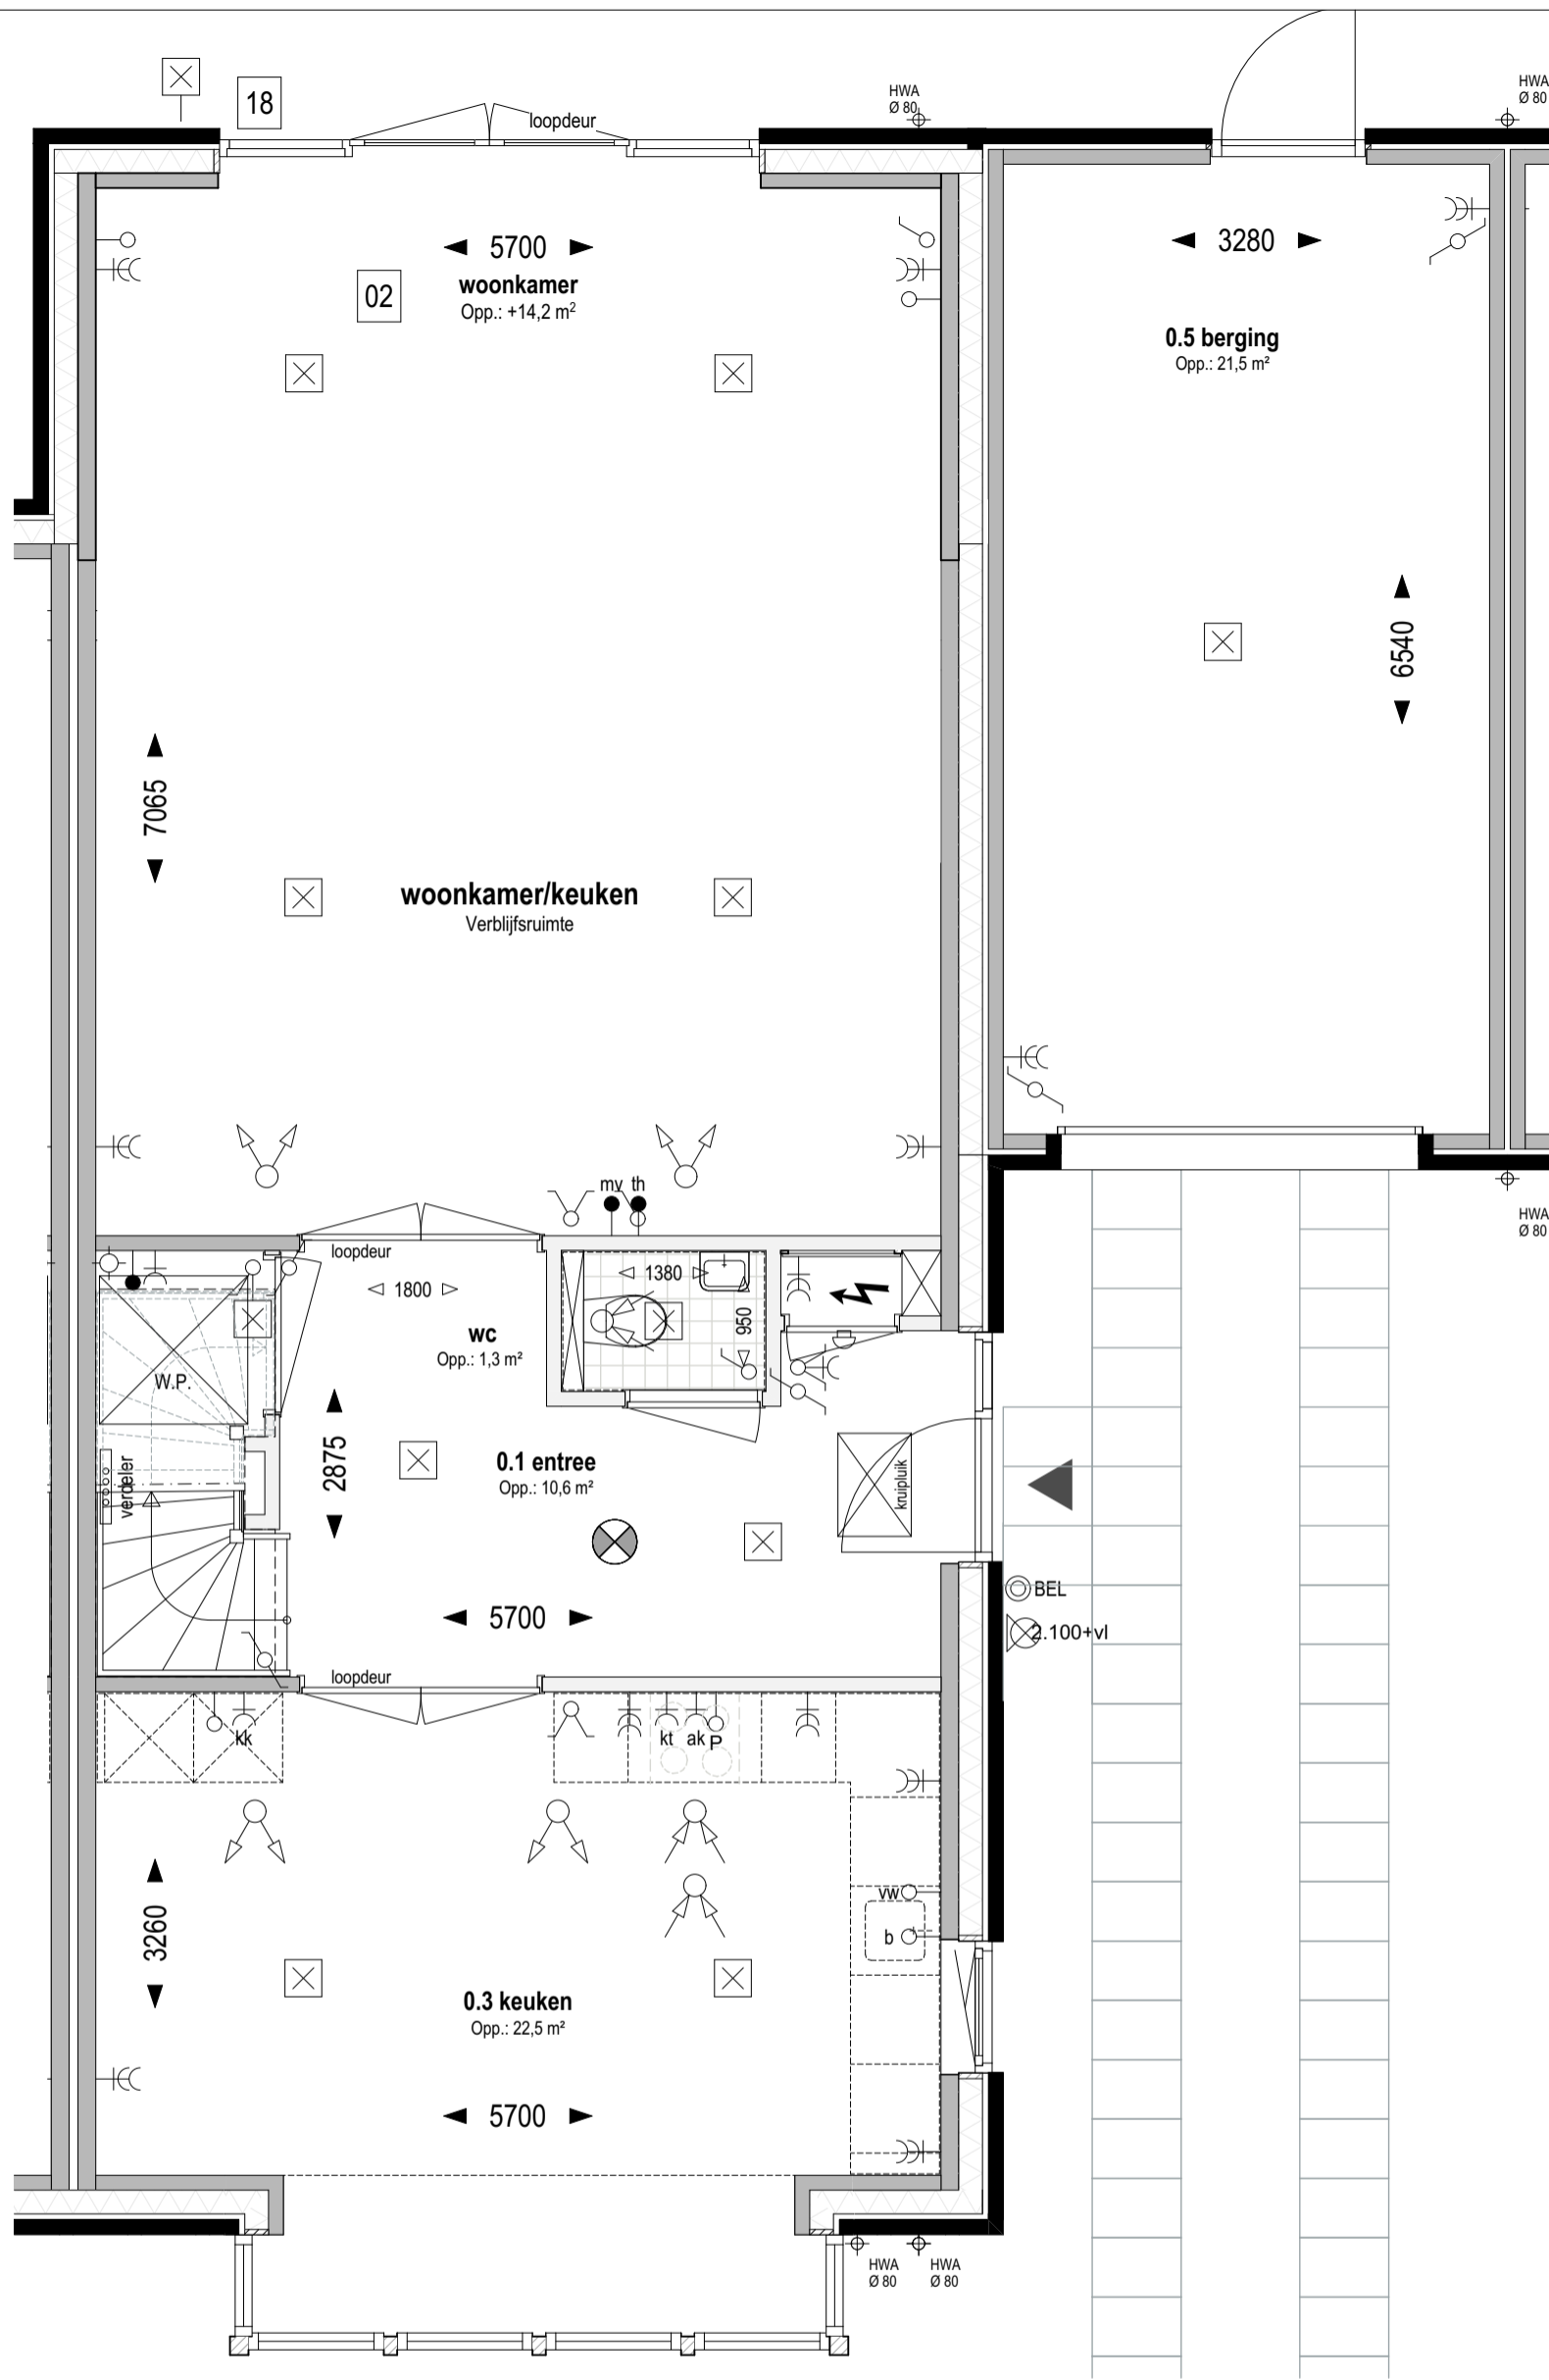 HWA
Ø 80
HWA
Ø 80
18
loopdeur
5700
woonkamer
Opp.: +14,2 m²
02
3280
0.5 berging
Opp.: 21,5 m²
6540
7065
woonkamer/keuken
Verblijfsruimte
mv th
HWA
Ø 80
loopdeur
1800
1380
950
wc
Opp.: 1,3 m²
W.P.
2875
verdeler
0.1 entree
Opp.: 10,6 m²
kruipluik
BEL
2.100+vl
5700
loopdeur
kk
kt ak P
vw
b
3260
0.3 keuken
Opp.: 22,5 m²
5700
HWA
Ø 80
HWA
Ø 80